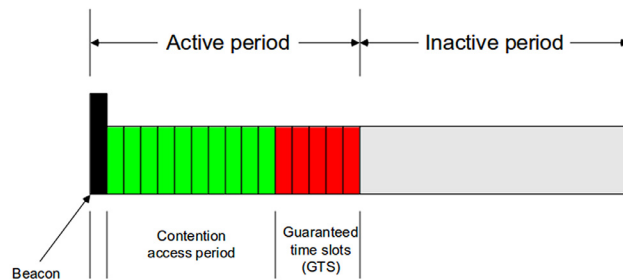 Active period
Inactive period
Contention
access period
Guaranteed
time slots
(GTS)
Beacon